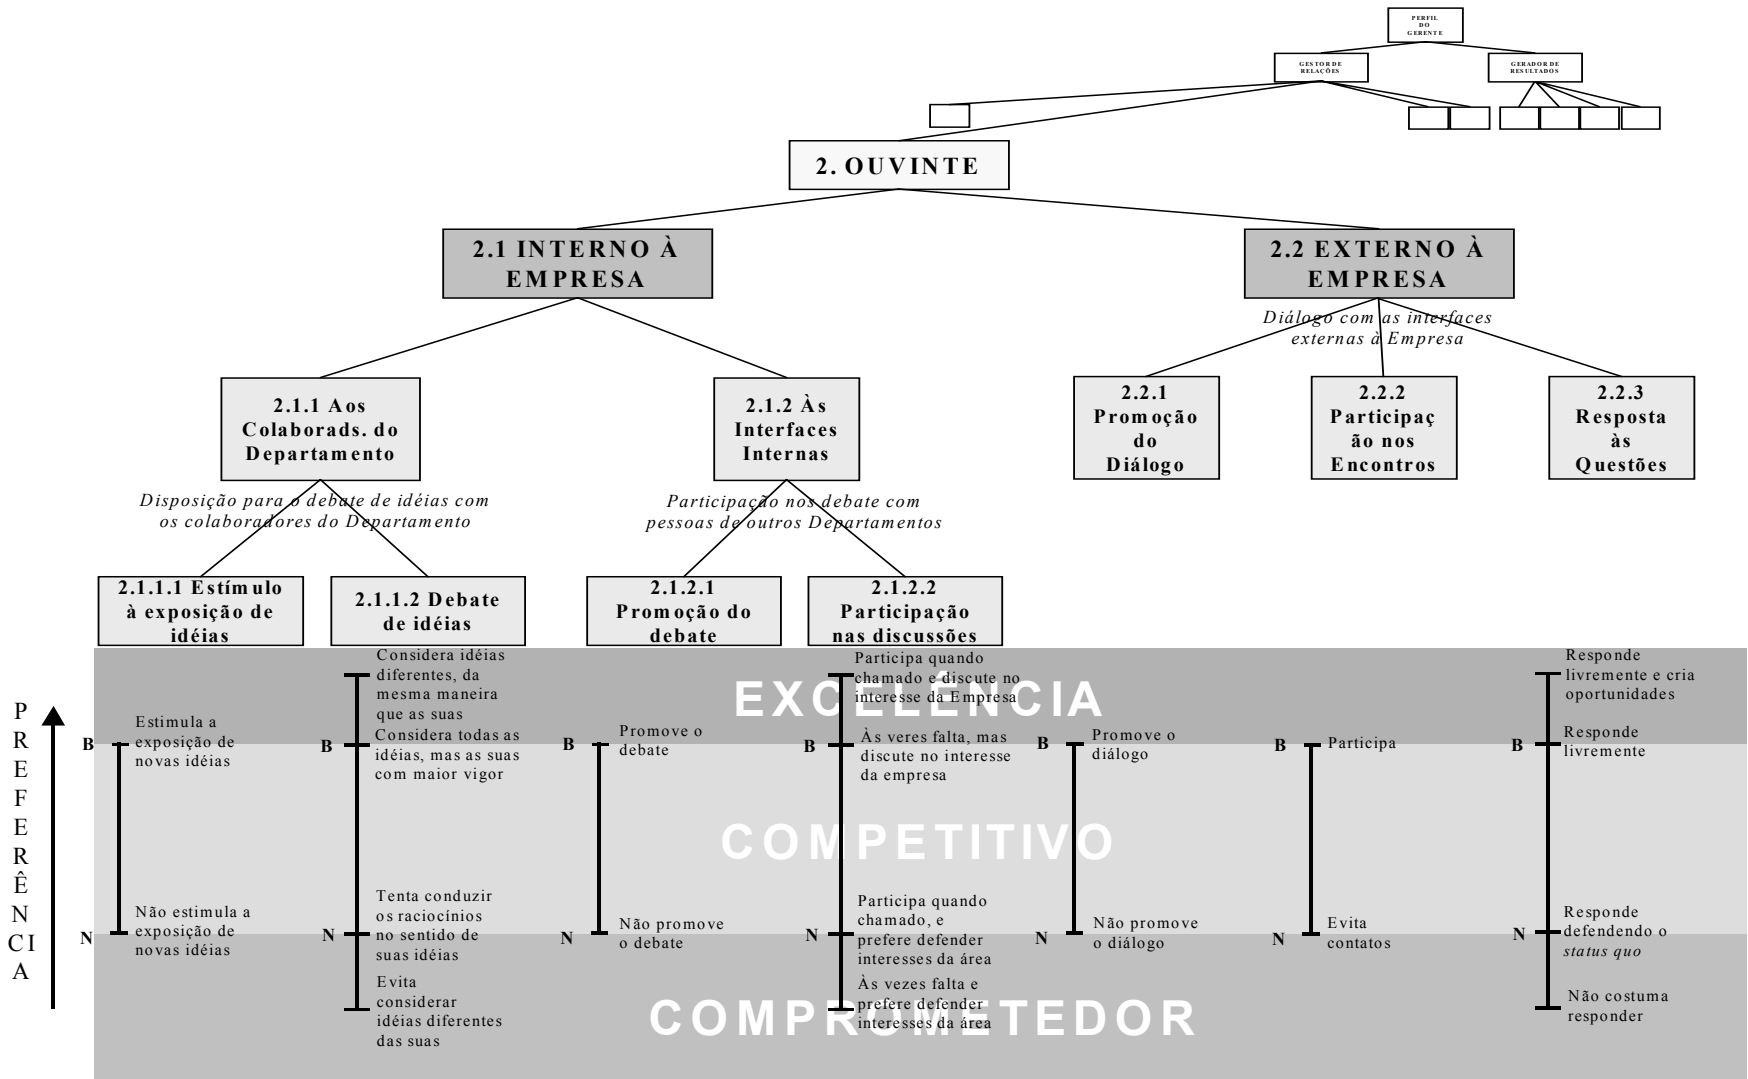 PERFIL
DO
GERENTE
GESTOR DE
RELAÇÕES
GERADOR DE
RESULTADOS
2. OUVINTE
2.1 INTERNO À
EMPRESA
2.2 EXTERNO À
EMPRESA
Diálogo com as interfaces
externas à Empresa
2.1.1 Aos
Colaborads. do
Departamento
2.1.2 Às
Interfaces
Internas
2.2.1
Promoção
do
Diálogo
2.2.2
Participaç
ão nos
Encontros
2.2.3
Resposta
às
Questões
Disposição para o debate de idéias com
os colaboradores do Departamento
Participação nos debate com
pessoas de outros Departamentos
2.1.1.1 Estímulo
à exposição de
idéias
2.1.1.2 Debate
de idéias
2.1.2.1
Promoção do
debate
2.1.2.2
Participação
nas discussões
P
R
E
F
E
R
Ê
N
CI
A
EXCELÊNCIA
COMPETITIVO
COMPROMETEDOR
B
Estimula a
exposição de
novas idéias
N
Não estimula a
exposição de
novas idéias
Considera idéias
diferentes, da
mesma maneira
que as suas
B
Considera todas as
idéias, mas as suas
com maior vigor
N
Tenta conduzir
os raciocínios
no sentido de
suas idéias
Evita
considerar
idéias diferentes
das suas
B
Promove o
debate
N
Não promove
o debate
Participa quando
chamado e discute no
interesse da Empresa
B
Às veres falta, mas
discute no interesse
da empresa
N
Participa quando
chamado, e
prefere defender
interesses da área
Às vezes falta e
prefere defender
interesses da área
B
Promove o
diálogo
N
Não promove
o diálogo
B
Participa
N
Evita
contatos
Responde
livremente e cria
oportunidades
B
Responde
livremente
N
Responde
defendendo o
status quo
Não costuma
responder